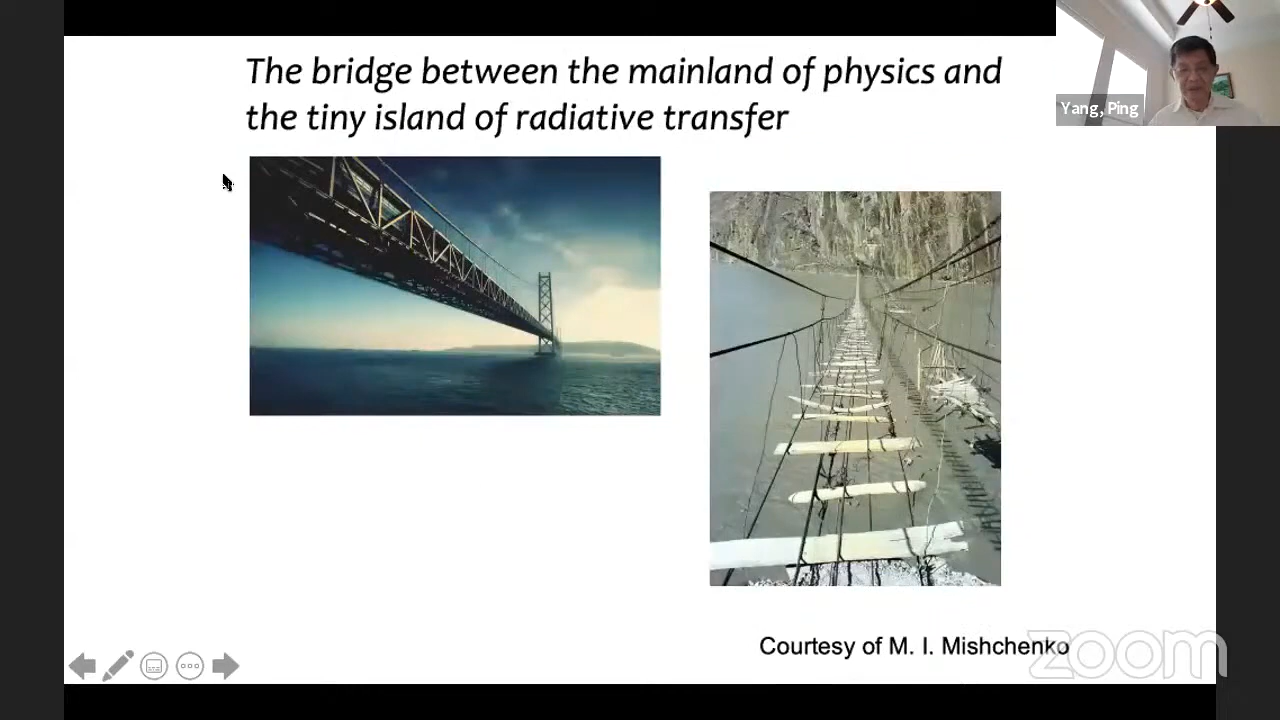 The bridge between the mainland of physics and
the tiny island of radiative transfer
Yang, Ping
Courtesy of M. I. Mishchenko
zoom